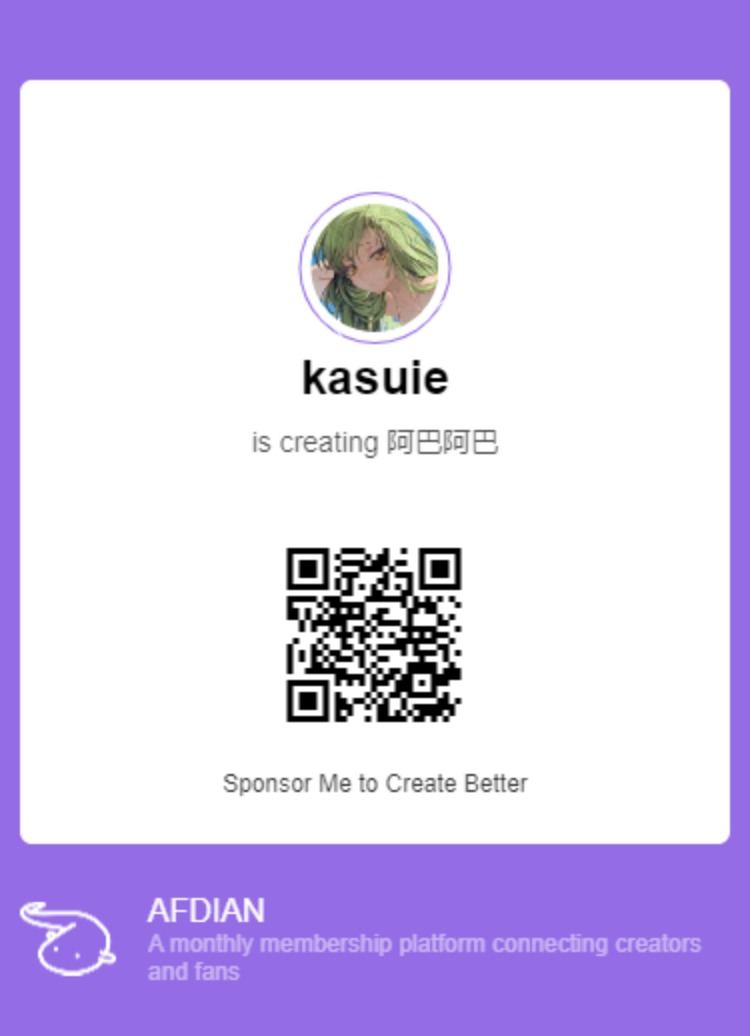 kasuie
is creating 阿巴阿巴
Sponsor Me to Create Better
AFDIAN
A monthly membership platform connecting creators
and fans